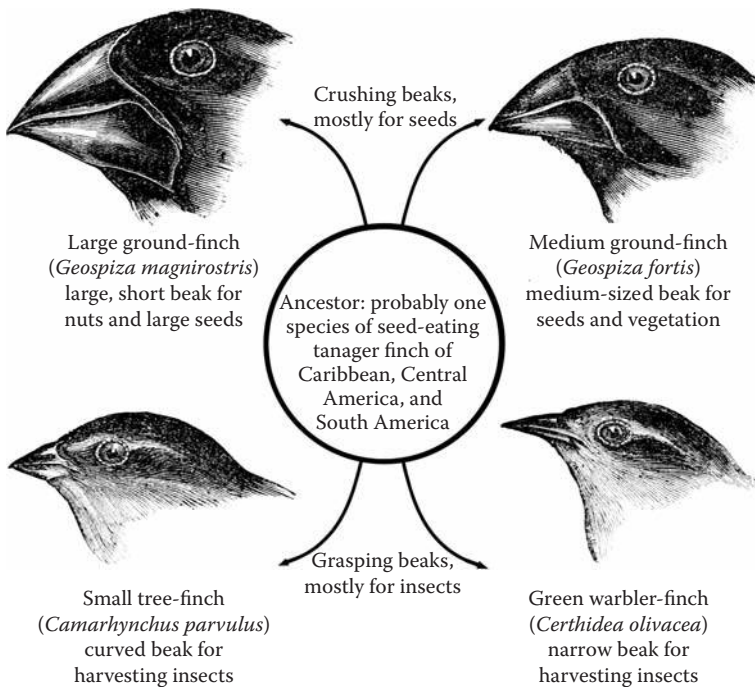 Crushing beaks,
mostly for seeds
Large ground-finch
(Geospiza magnirostris)
large, short beak for
nuts and large seeds
Medium ground-finch
(Geospiza fortis)
medium-sized beak for
seeds and vegetation
Ancestor: probably one
species of seed-eating
tanager finch of
Caribbean, Central
America, and
South America
Grasping beaks,
mostly for insects
Small tree-finch
(Camarhynchus parvulus)
curved beak for
harvesting insects
Green warbler-finch
(Certhidea olivacea)
narrow beak for
harvesting insects